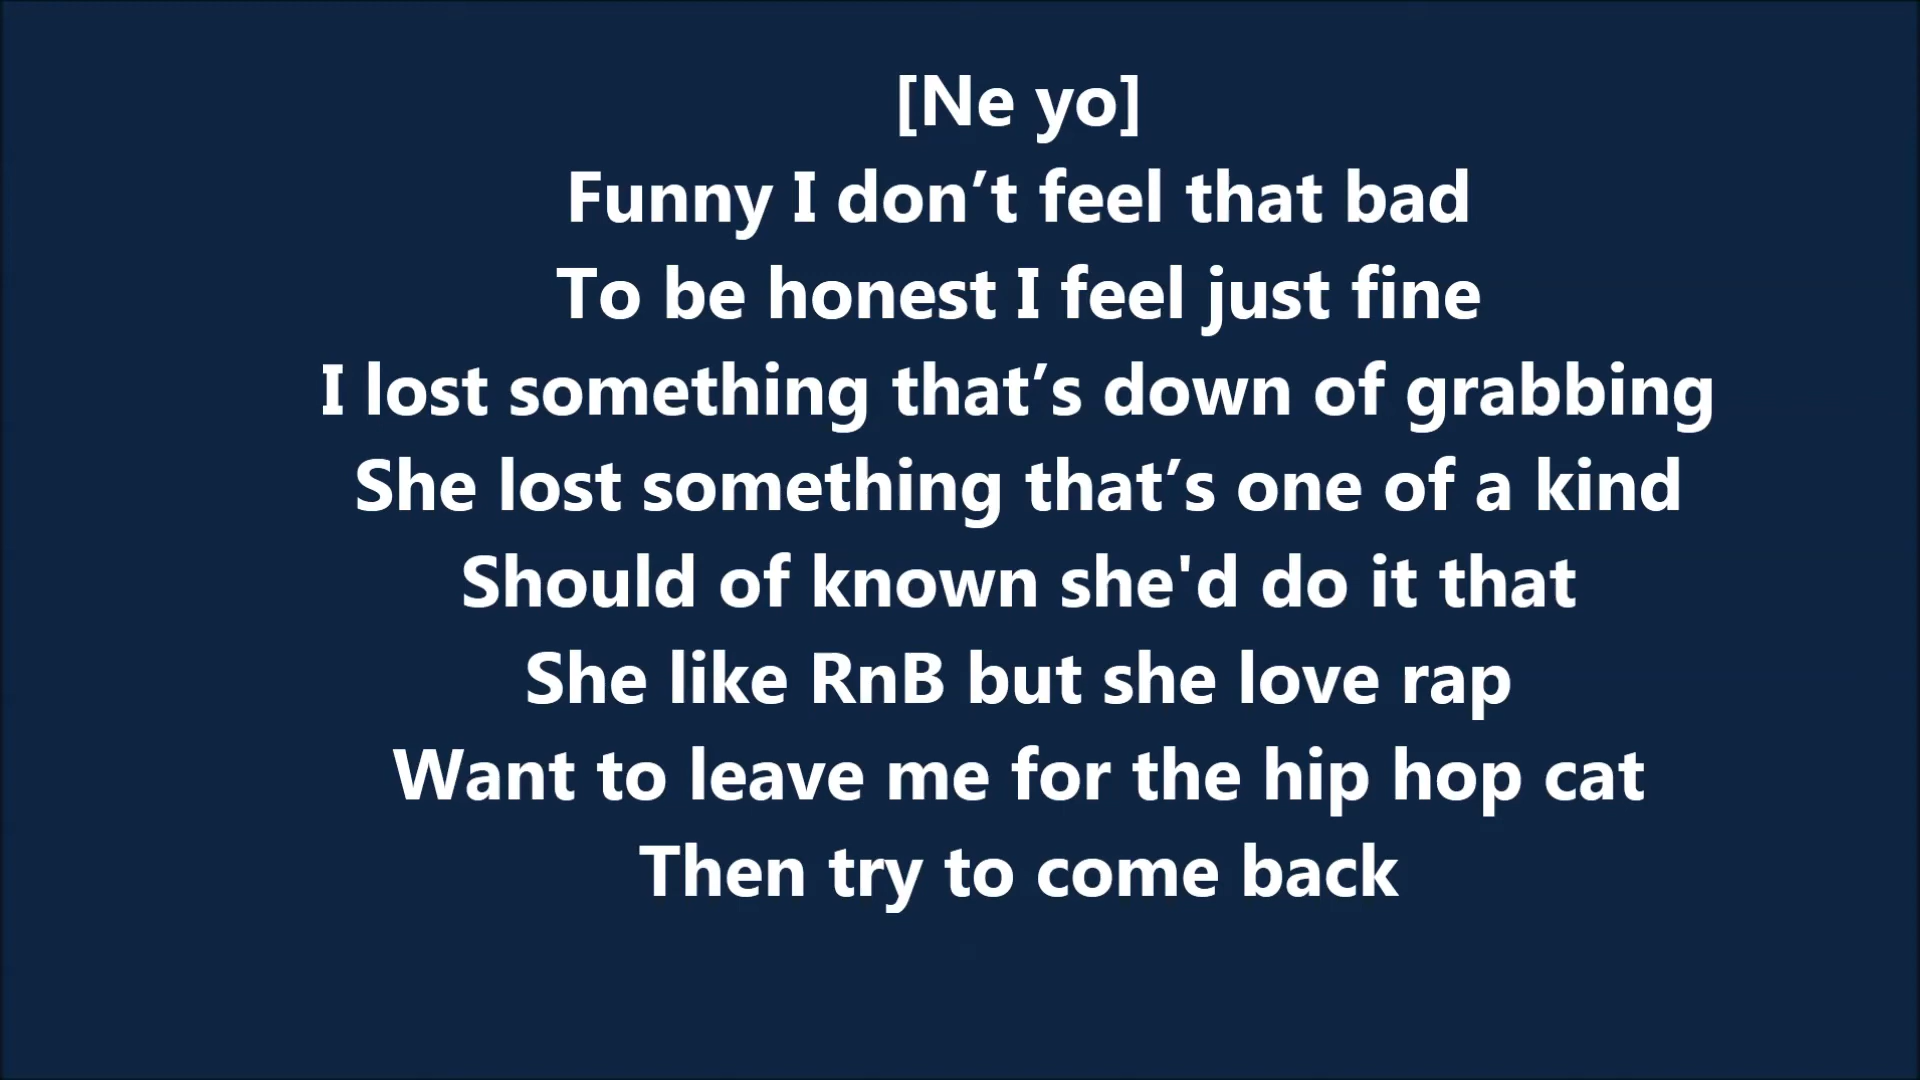 [Ne yo]
Funny I don’t feel that bad
To be honest I feel just fine
I lost something that’s down of grabbing
She lost something that’s one of a kind
Should of known she'd do it that
She like RnB but she love rap
Want to leave me for the hip hop cat
Then try to come back